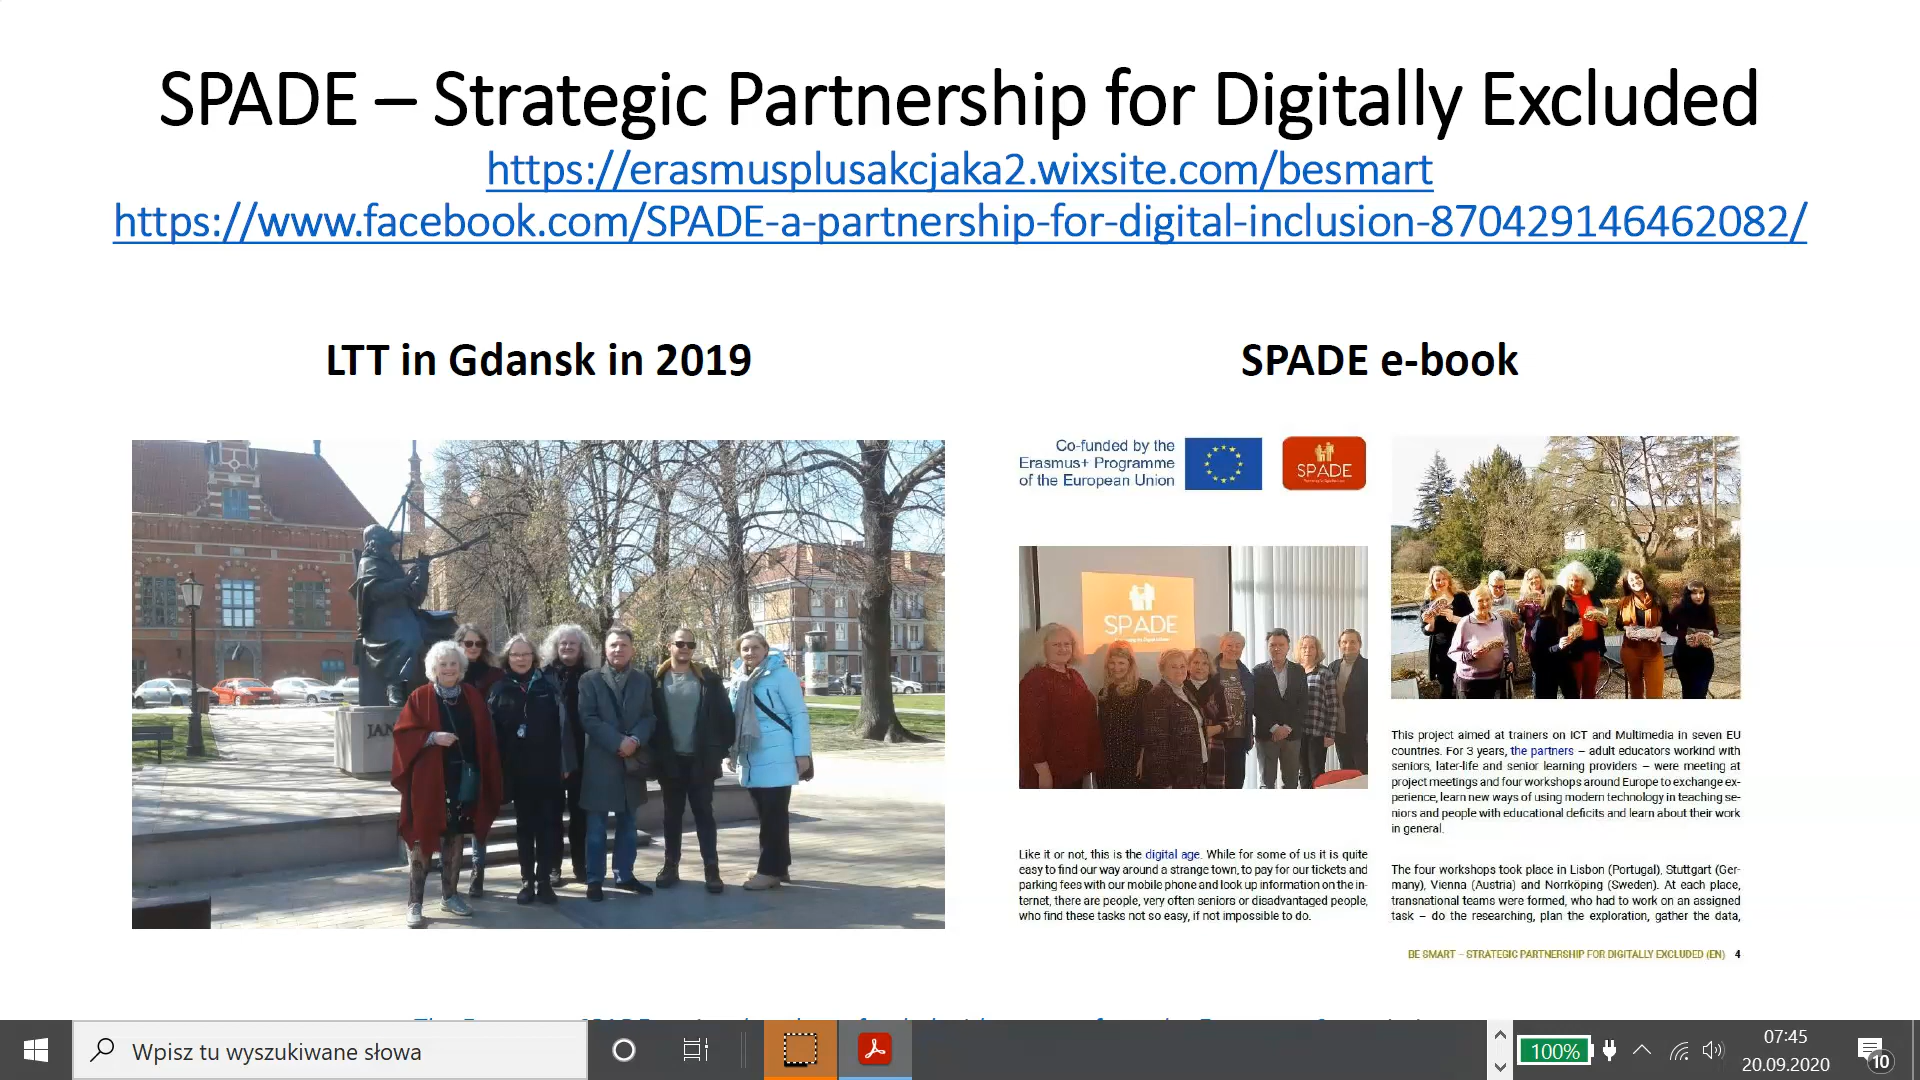 SPADE – Strategic Partnership for Digitally Excluded
https://erasmusplusakcjaka2.wixsite.com/besmart
https://www.facebook.com/SPADE-a-partnership-for-digital-inclusion-870429146462082/
LTT in Gdansk in 2019
SPADE e-book
JAN
Co-funded by the
Erasmus+ Programme
of the European Union
SPADE
SPADE
Like it or not, this is the digital age. While for some of us it is quite
easy to find our way around a strange town, to pay for our tickets and
parking fees with our mobile phone and look up information on the in-
ternet, there are people, very often seniors or disadvantaged people,
who find these tasks not so easy, if not impossible to do.
This project aimed at trainers on ICT and Multimedia in seven EU
countries. For 3 years, the partners – adult educators workind with
seniors, later-life and senior learning providers – were meeting at
project meetings and four workshops around Europe to exchange ex-
perience, learn new ways of using modern technology in teaching se-
niors and people with educational deficits and learn about their work
in general.
The four workshops took place in Lisbon (Portugal), Stuttgart (Ger-
many), Vienna (Austria) and Norrköping (Sweden). At each place,
transnational teams were formed, who had to work on an assigned
task – do the researching, plan the exploration, gather the data,
BE SMART – STRATEGIC PARTNERSHIP FOR DIGITALLY EXCLUDED (EN) 4
Wpisz tu wyszukiwane słowa
100%
07:45
20.09.2020
10